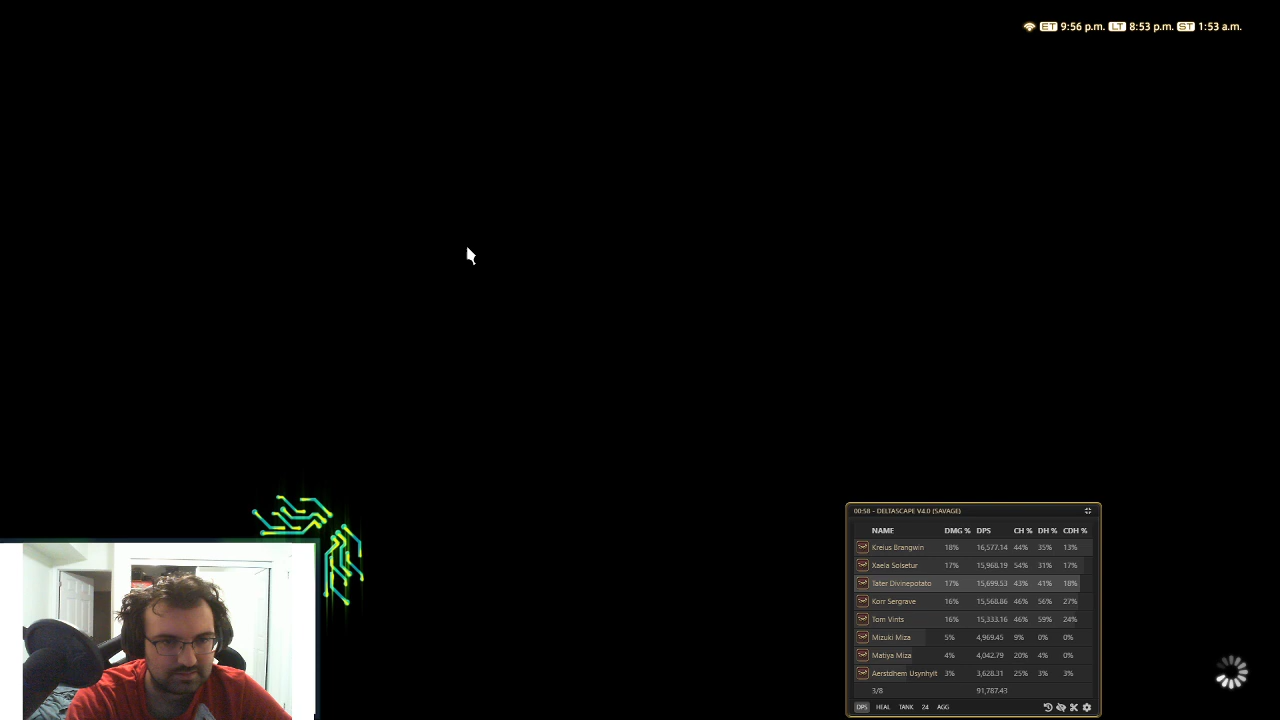 ET 9:56 p.m. LT 8:53 p.m. ST 1:53 a.m.
00:58 - DELTASCAPE V4.0 (SAVAGE)
NAME DMG % DPS CH % DH % CDH %
Kreius Brangwin 18% 16,577.14 44% 35% 13%
Xaela Solsetur 17% 15,968.19 54% 31% 17%
Tater Divinepotato 17% 15,699.53 43% 41% 18%
Korr Sergrave 16% 15,568.86 46% 56% 27%
Tom Vints 16% 15,333.16 46% 59% 24%
Mizuki Miza 5% 4,969.45 9% 0% 0%
Matiya Miza 4% 4,042.79 20% 4% 0%
Aerstdhem Usynhylt 3% 3,628.31 25% 3% 3%
3/8 91,787.43
DPS HEAL TANK 24 AGG